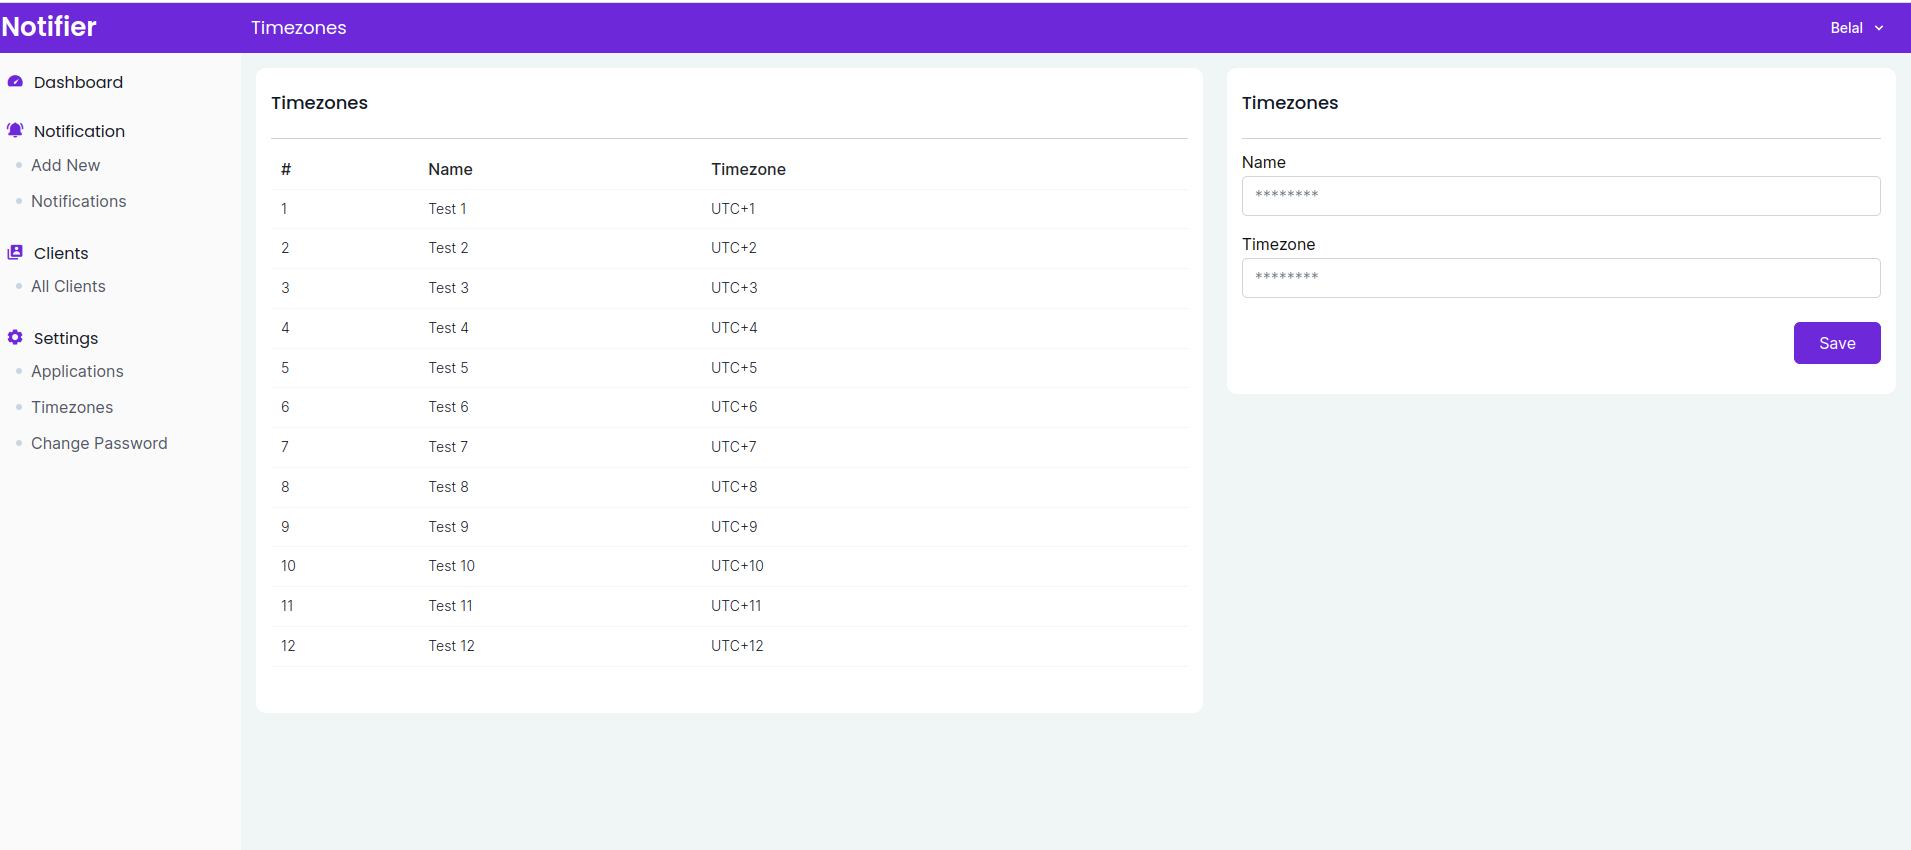 Notifier
Timezones
Belal
Dashboard
Notification
Add New
Notifications
Clients
All Clients
Settings
Applications
Timezones
Change Password
Timezones
# Name Timezone
1 Test 1 UTC+1
2 Test 2 UTC+2
3 Test 3 UTC+3
4 Test 4 UTC+4
5 Test 5 UTC+5
6 Test 6 UTC+6
7 Test 7 UTC+7
8 Test 8 UTC+8
9 Test 9 UTC+9
10 Test 10 UTC+10
11 Test 11 UTC+11
12 Test 12 UTC+12
Timezones
Name
********
Timezone
********
Save